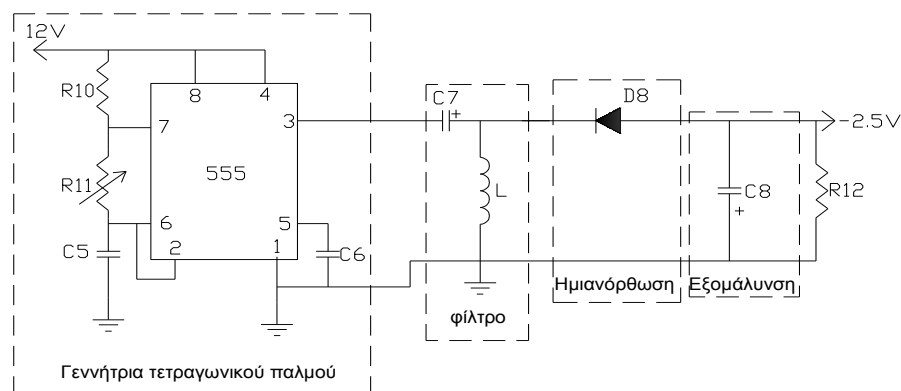 12V
R10
8
4
C7
D8
7
3
+
-2.5V
R11
555
L
C8
R12
6
5
+
C5
2
1
C6
Ημιανόρθωση
Εξομάλυνση
φίλτρο
Γεννήτρια τετραγωνικού παλμού